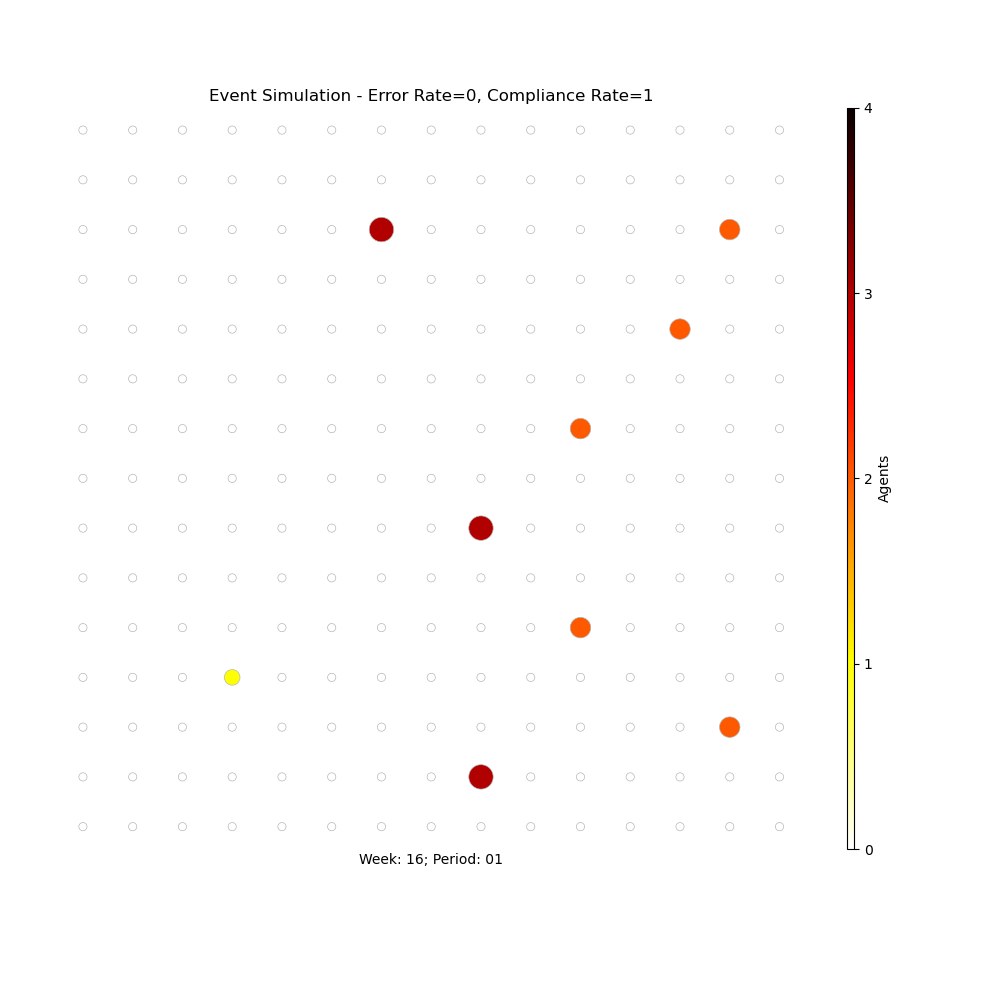 Event Simulation - Error Rate=0, Compliance Rate=1
4
3
2
1
0
Agents
Week: 16; Period: 01